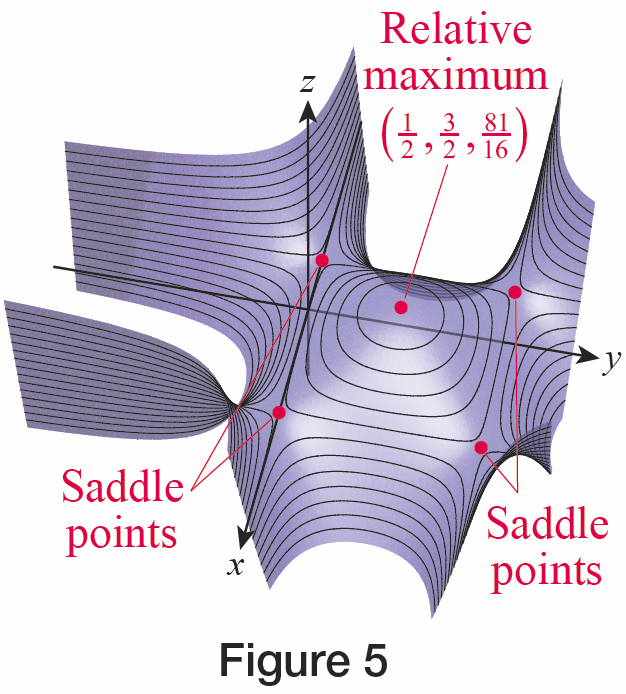 Relative
maximum
(1/2, 3/2, 81/16)
z
y
Saddle
points
x
Saddle
points
Figure 5